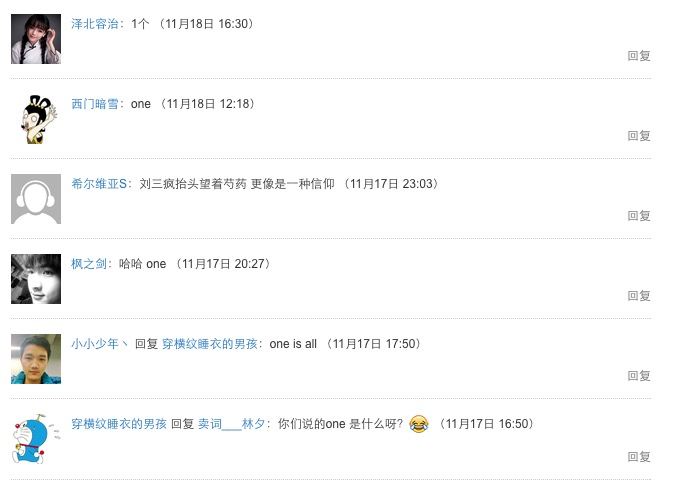 泽北容治：1个 （11月18日 16:30）
回复
西门暗雪：one （11月18日 12:18）
回复
希尔维亚S：刘三疯抬头望着芍药 更像是一种信仰 （11月17日 23:03）
回复
枫之剑：哈哈 one （11月17日 20:27）
回复
小小少年丶 回复 穿横纹睡衣的男孩：one is all （11月17日 17:50）
回复
穿横纹睡衣的男孩 回复 卖词___林夕：你们说的one 是什么呀？😂 （11月17日 16:50）
回复